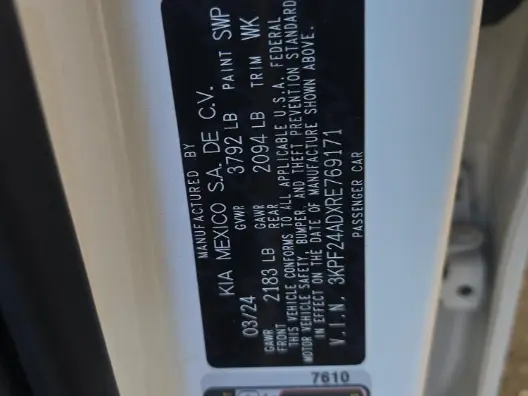 MANUFACTURED BY
KIA MEXICO S.A. DE C.V.
03/24 GVWR 3792 LB PAINT SWP
GAWR FRONT 2183 LB GAWR REAR 2094 LB TRIM WK
THIS VEHICLE CONFORMS TO ALL APPLICABLE U.S.A. FEDERAL
MOTOR VEHICLE SAFETY, BUMPER, AND THEFT PREVENTION STANDARD
IN EFFECT ON THE DATE OF MANUFACTURE SHOWN ABOVE.
V.I.N. 3KPF24ADXRE769171
PASSENGER CAR
7610